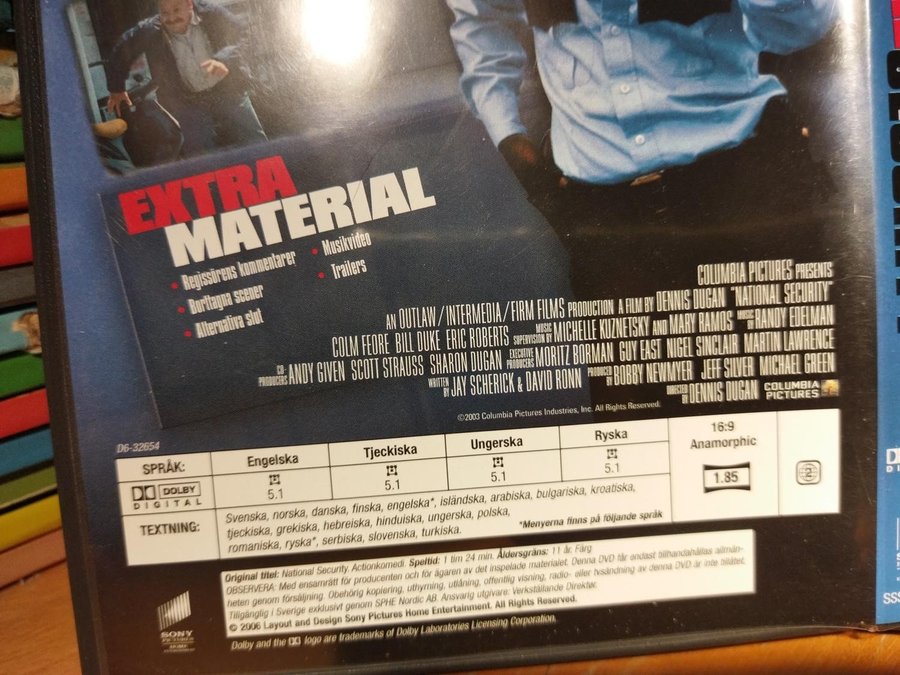 EXTRA
MATERIAL
• Regissörens kommentarer
• Bortlagna scener
• Alternativa slut
• Musikvideo
• Trailers
COLUMBIA PICTURES PRESENTS
AN OUTLAW/INTERMEDIA/FIRM FILMS PRODUCTION A FILM BY DENNIS DUGAN "NATIONAL SECURITY"
COLM FEORE BILL DUKE ERIC ROBERTS MUSIC SUPERVISION BY MICHELLE KUZNETSKY AND MARY RAMOS MUSIC BY RANDY EDELMAN
CO-PRODUCERS ANDY GIVEN SCOTT STRAUSS SHARON DUGAN EXECUTIVE PRODUCERS MORITZ BORMAN GUY EAST NIGEL SINCLAIR MARTIN LAWRENCE
WRITTEN BY JAY SCHERICK & DAVID RONN PRODUCED BY BOBBY NEWMYER JEFF SILVER MICHAEL GREEN
DIRECTED BY DENNIS DUGAN COLUMBIA PICTURES
©2003 Columbia Pictures Industries, Inc. All Rights Reserved.
D6-32654
SPRÅK: Engelska Tjeckiska Ungerska Ryska
DOLBY DIGITAL 5.1 5.1 5.1 5.1
16:9
Anamorphic
1.85
2
TEXTNING: Svenska, norska, danska, finska, engelska*, isländska, arabiska, bulgariska, kroatiska,
tjeckiska, grekiska, hebreiska, hinduiska, ungerska, polska,
romaniska, ryska*, serbiska, slovenska, turkiska. *Menyerna finns på följande språk
Original titel: National Security. Actionkomedi. Speltid: 1 tim 24 min. Åldersgräns: 11 år. Färg
OBSERVERA: Med ensamrätt för producenten och för ägaren av det inspelade materialet. Denna DVD får endast tillhandahållas allmän-
heten genom försäljning. Obehörig kopiering, uthyrning, utlåning, offentlig visning, radio- eller tvsändning av denna DVD är inte tillåtet.
Tillgänglig i Sverige exklusivt genom SPHE Nordic AB. Ansvarig utgivare: Verkställande Direktör.
© 2006 Layout and Design Sony Pictures Home Entertainment. All Rights Reserved.
Dolby and the DD logo are trademarks of Dolby Laboratories Licensing Corporation.
SONY
PICTURES
HOME